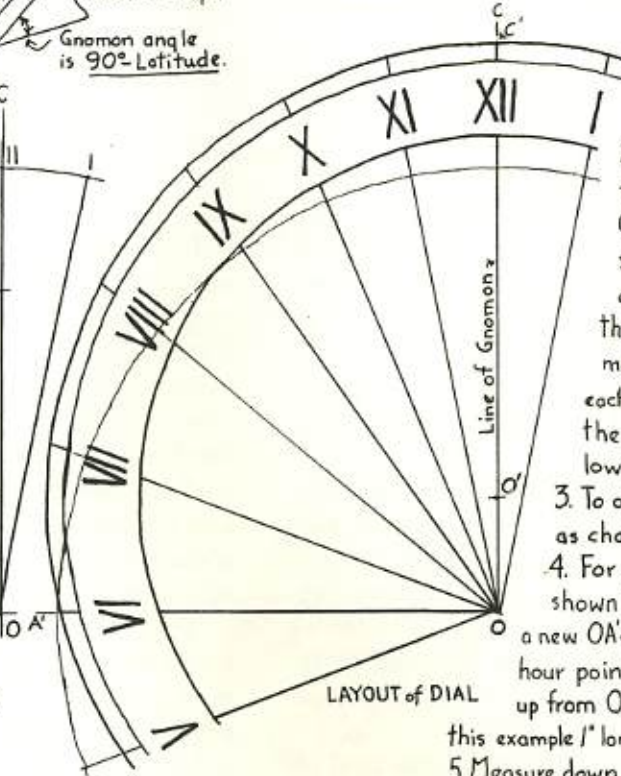 Gnomon angle
is 90°-Latitude.
C
II
I
O
A'
C
C'
XII
I
XI
X
IX
VIII
VII
VI
V
Line of Gnomon
O'
O
LAYOUT of DIAL
th
m
each
the
low
3. To
as cha
4. For
shown
a new OA'
hour poin
up from O
this example 1" lon
5. Measure down